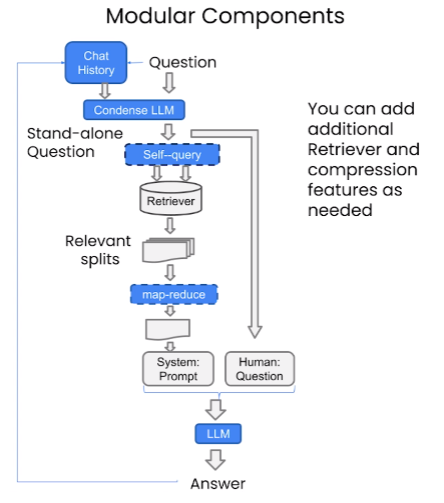 Modular Components
Chat
History
Question
Condense LLM
Stand-alone
Question
Self--query
Retriever
Relevant
splits
map-reduce
System:
Prompt
Human:
Question
LLM
Answer
You can add
additional
Retriever and
compression
features as
needed